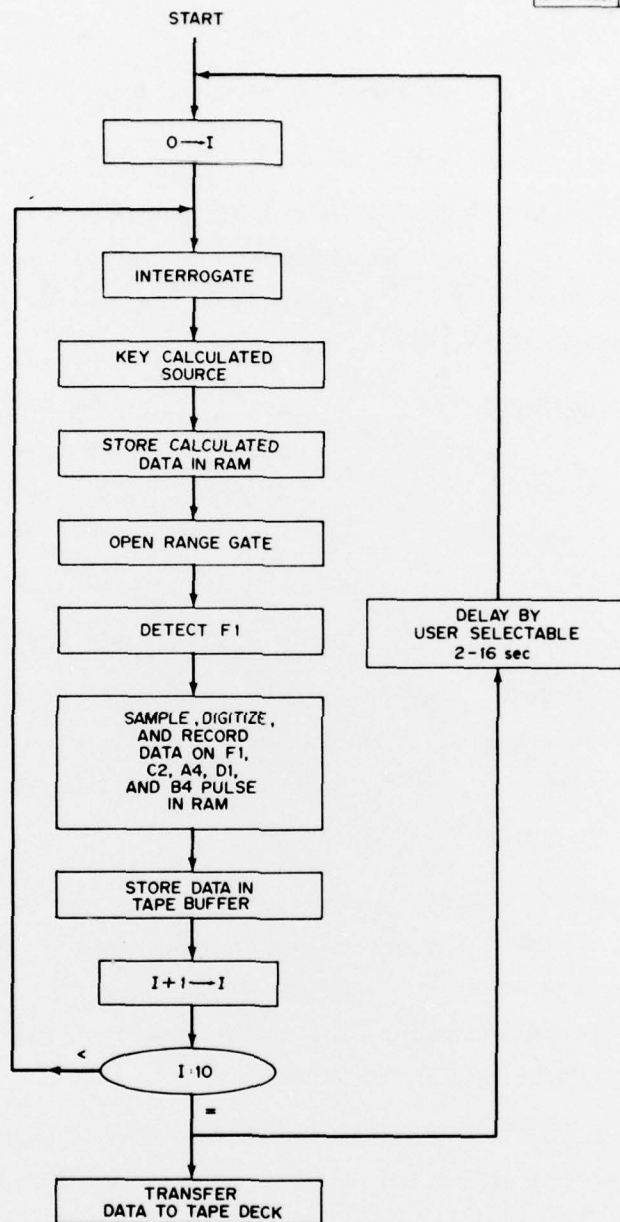 START
O→I
INTERROGATE
KEY CALCULATED
SOURCE
STORE CALCULATED
DATA IN RAM
OPEN RANGE GATE
DETECT F1
DELAY BY
USER SELECTABLE
2-16 sec
SAMPLE, DIGITIZE,
AND RECORD
DATA ON F1,
C2, A4, D1,
AND B4 PULSE
IN RAM
STORE DATA IN
TAPE BUFFER
I+1→I
<
I:10
=
TRANSFER
DATA TO TAPE DECK